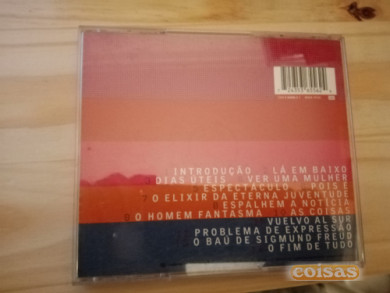 INTRODUÇÃO LÁ EM BAIXO
DIAS ÚTEIS VER UMA MULHER
ESPECTÁCULO POIS É
O ELIXIR DA ETERNA JUVENTUDE
ESPALHEM A NOTÍCIA
O HOMEM FANTASMA AS COISAS
VUELVO AL SUR
PROBLEMA DE EXPRESSÃO
O BAÚ DE SIGMUND FREUD
O FIM DE TUDO
coisas